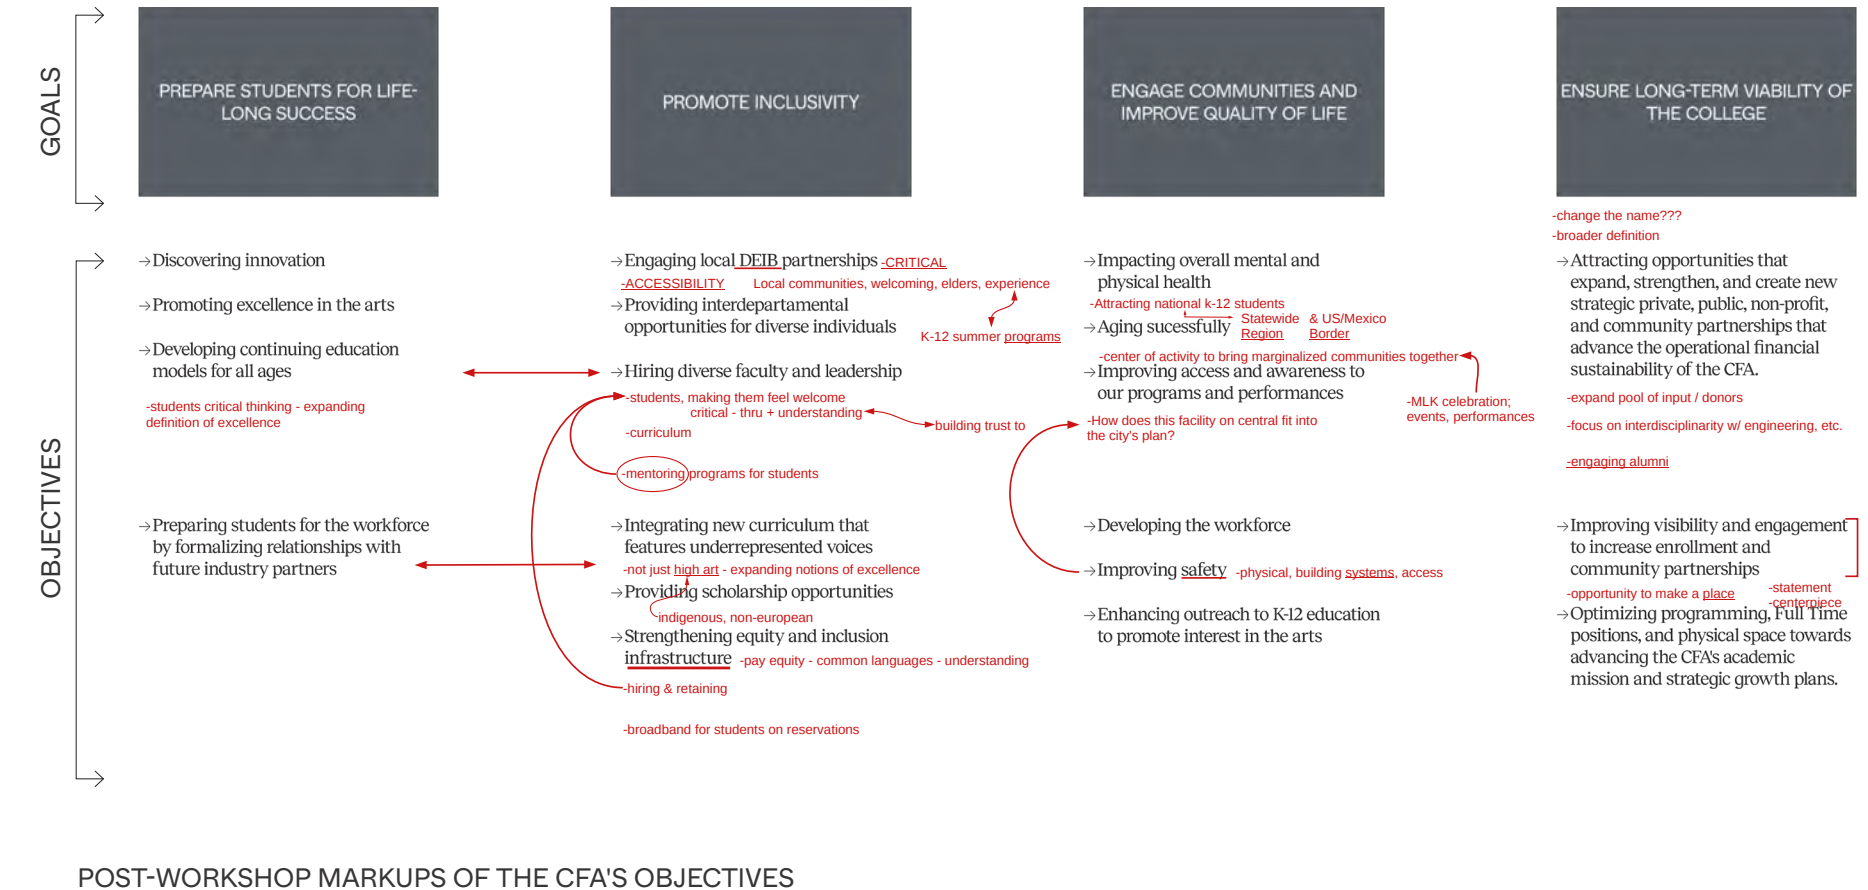 GOALS
PREPARE STUDENTS FOR LIFE-
LONG SUCCESS
PROMOTE INCLUSIVITY
ENGAGE COMMUNITIES AND
IMPROVE QUALITY OF LIFE
ENSURE LONG-TERM VIABILITY OF
THE COLLEGE
OBJECTIVES
→Discovering innovation
→Promoting excellence in the arts
→Developing continuing education
models for all ages
-students critical thinking - expanding
definition of excellence
→Preparing students for the workforce
by formalizing relationships with
future industry partners
→Engaging local DEIB partnerships -CRITICAL
-ACCESSIBILITY Local communities, welcoming, elders, experience
→Providing interdepartamental
opportunities for diverse individuals
K-12 summer programs
→Hiring diverse faculty and leadership
-students, making them feel welcome
critical - thru + understanding
building trust to
-curriculum
-mentoring programs for students
→Integrating new curriculum that
features underrepresented voices
-not just high art - expanding notions of excellence
→Providing scholarship opportunities
indigenous, non-european
→Strengthening equity and inclusion
infrastructure -pay equity - common languages - understanding
-hiring & retaining
-broadband for students on reservations
→Impacting overall mental and
physical health
-Attracting national k-12 students
→Aging sucessfully
Statewide & US/Mexico
Region Border
-center of activity to bring marginalized communities together
→Improving access and awareness to
our programs and performances
-MLK celebration;
events, performances
-How does this facility on central fit into
the city's plan?
→Developing the workforce
→Improving safety -physical, building systems, access
→Enhancing outreach to K-12 education
to promote interest in the arts
-change the name???
-broader definition
→Attracting opportunities that
expand, strengthen, and create new
strategic private, public, non-profit,
and community partnerships that
advance the operational financial
sustainability of the CFA.
-expand pool of input / donors
-focus on interdisciplinarity w/ engineering, etc.
-engaging alumni
→Improving visibility and engagement
to increase enrollment and
community partnerships
-opportunity to make a place
-statement
-centerpiece
→Optimizing programming, Full Time
positions, and physical space towards
advancing the CFA's academic
mission and strategic growth plans.
POST-WORKSHOP MARKUPS OF THE CFA'S OBJECTIVES